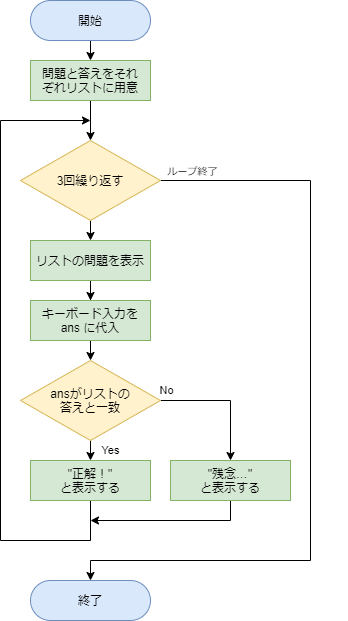 開始
問題と答えをそれ
ぞれリストに用意
3回繰り返す
ループ終了
リストの問題を表示
キーボード入力を
ans に代入
ansがリストの
答えと一致
No
Yes
"正解！"
と表示する
"残念..."
と表示する
終了